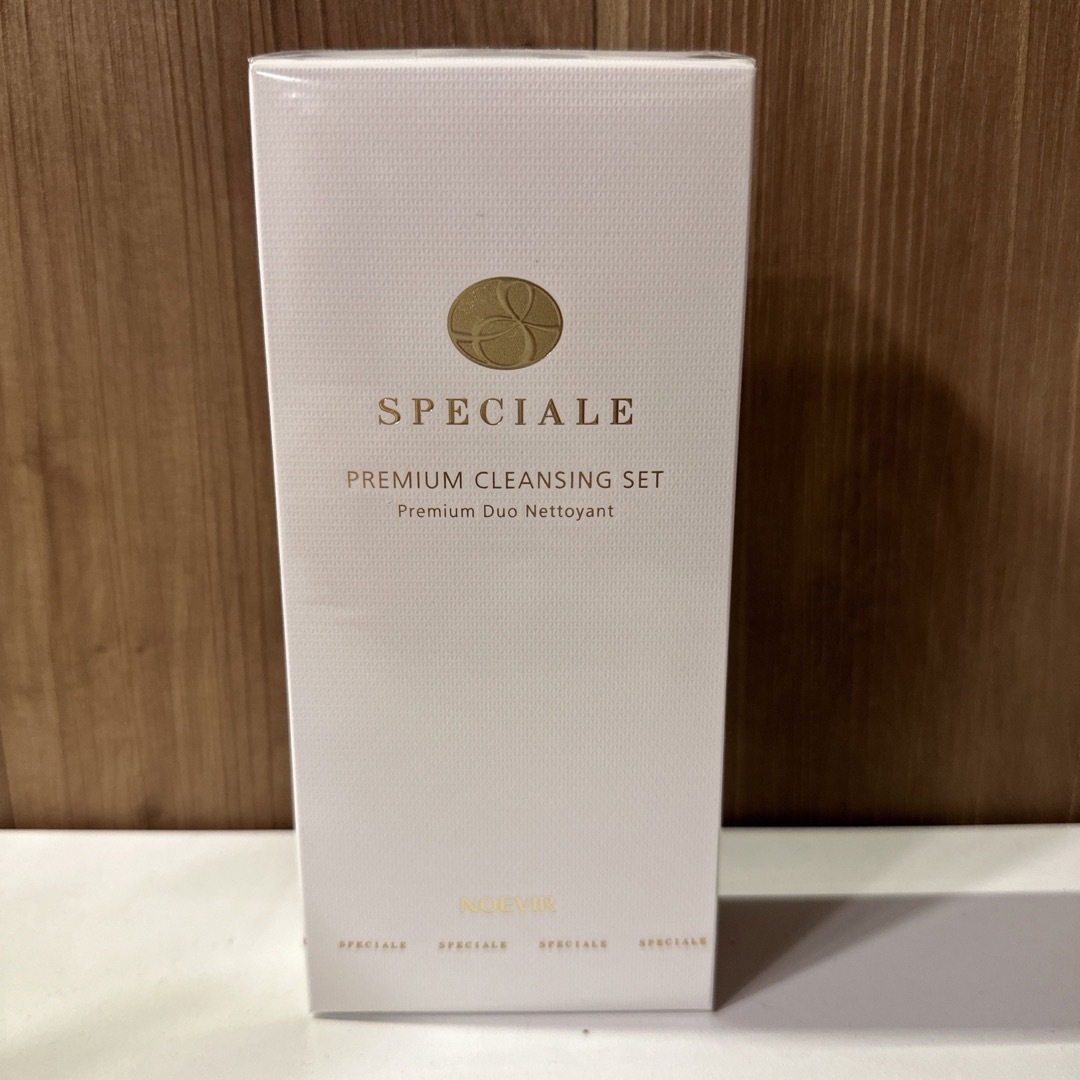 SPECIALE
PREMIUM CLEANSING SET
Premium Duo Nettoyant
NOEVIR
SPECIALE SPECIALE SPECIALE SPECIALE